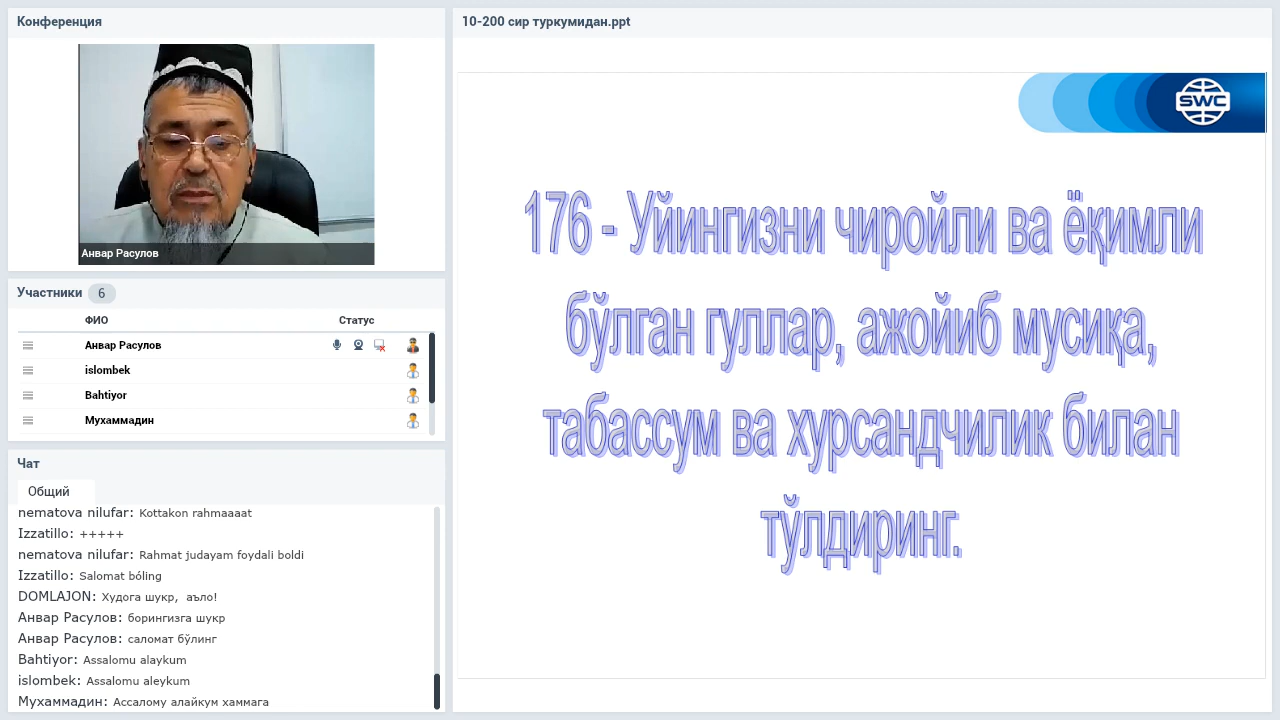 Конференция
Анвар Расулов
Участники 6
ФИО Статус
Анвар Расулов
islombek
Bahtiyor
Мухаммадин
Чат
Общий
nematova nilufar: Kottakon rahmaaaat
Izzatillo: +++++
nematova nilufar: Rahmat judayam foydali boldi
Izzatillo: Salomat bóling
DOMLAJON: Худога шукр, аъло!
Анвар Расулов: борингизга шукр
Анвар Расулов: саломат бўлинг
Bahtiyor: Assalomu alaykum
islombek: Assalomu aleykum
Мухаммадин: Ассалому алайкум хаммага
10-200 сир туркумидан.ppt
SWC
176 - Уйингизни чиройли ва ёқимли
бўлган гуллар, ажойиб мусиқа,
табассум ва хурсандчилик билан
тўлдиринг.